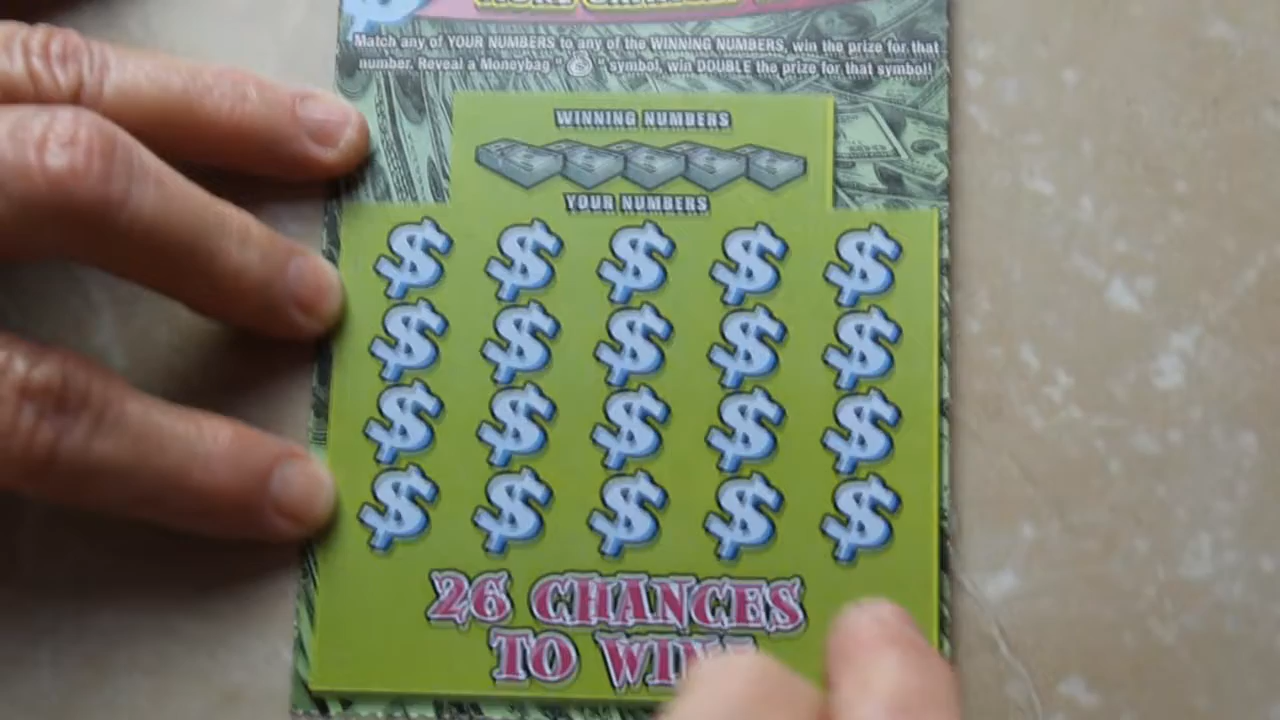 Match any of YOUR NUMBERS to any of the WINNING NUMBERS, win the prize for that
number. Reveal a Moneybag " " symbol, win DOUBLE the prize for that symbol!
WINNING NUMBERS
YOUR NUMBERS
$ $ $ $ $
$ $ $ $ $
$ $ $ $ $
$ $ $ $ $
26 CHANCES
TO WIN!